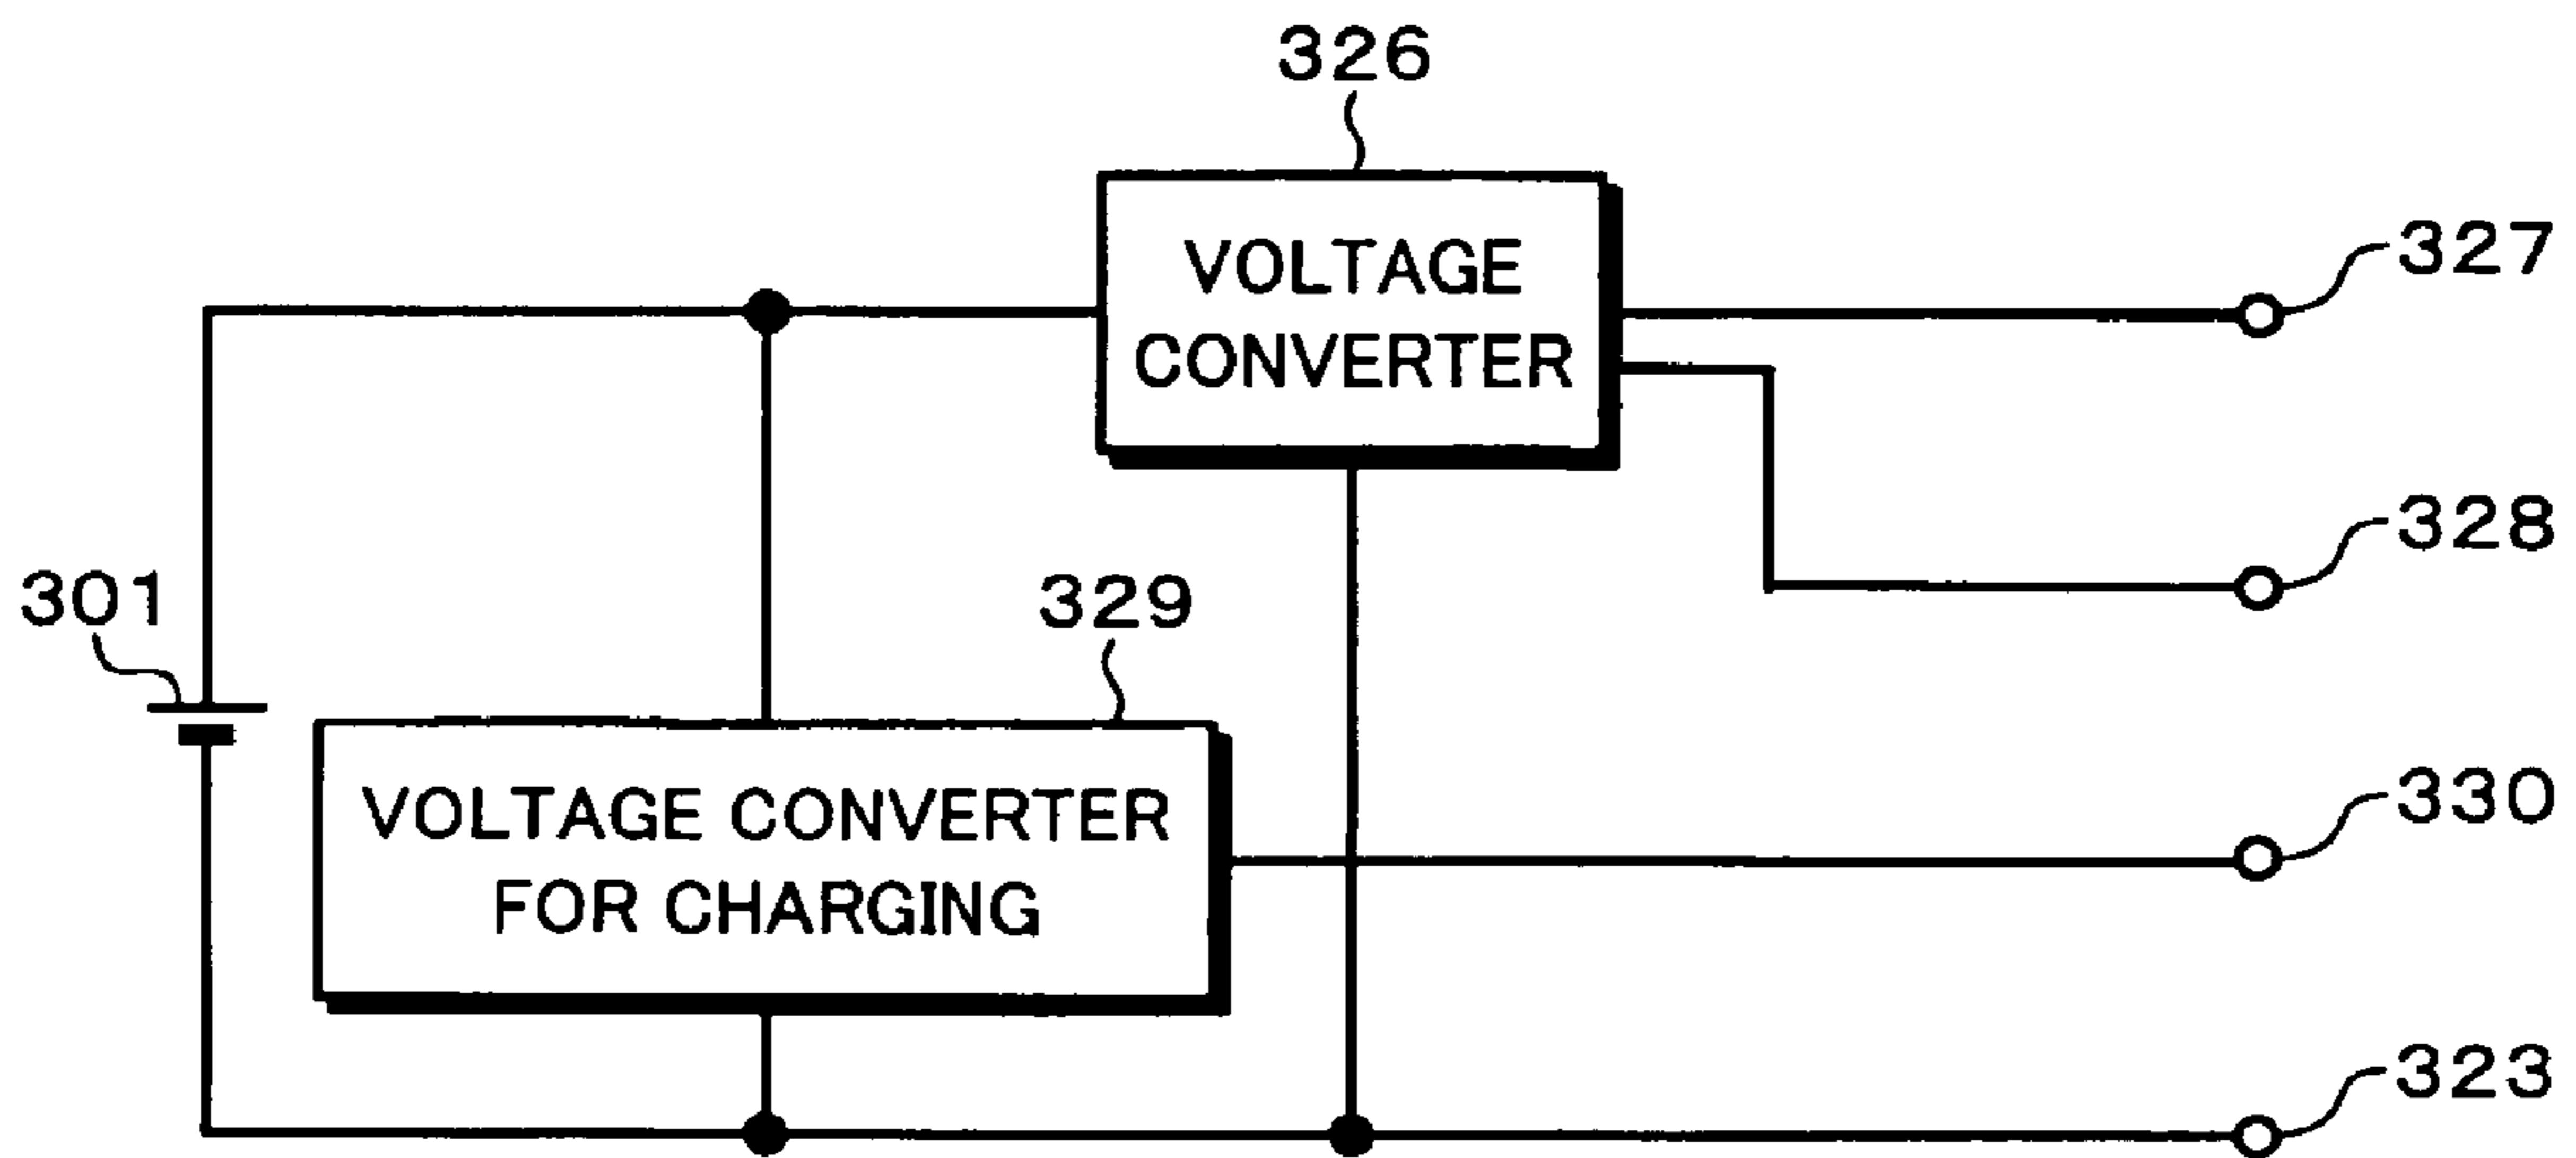 326
VOLTAGE
CONVERTER
327
328
301
329
VOLTAGE CONVERTER
FOR CHARGING
330
323